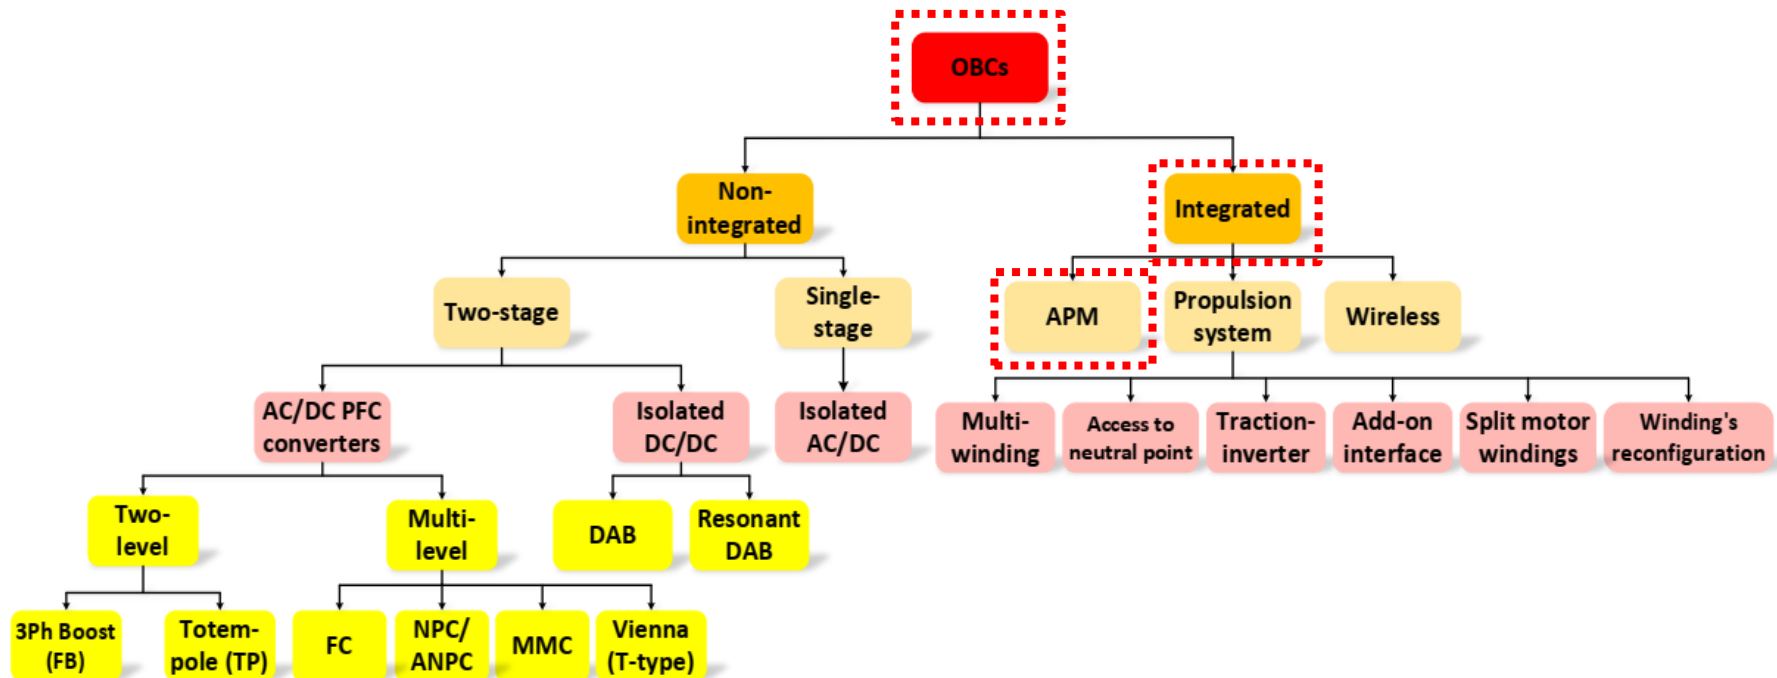 OBCs
Non-
integrated
Integrated
Two-stage
Single-
stage
APM
Propulsion
system
Wireless
AC/DC PFC
converters
Isolated
DC/DC
Isolated
AC/DC
Multi-
winding
Access to
neutral point
Traction-
inverter
Add-on
interface
Split motor
windings
Winding's
reconfiguration
Two-
level
Multi-
level
DAB
Resonant
DAB
3Ph Boost
(FB)
Totem-
pole (TP)
FC
NPC/
ANPC
MMC
Vienna
(T-type)